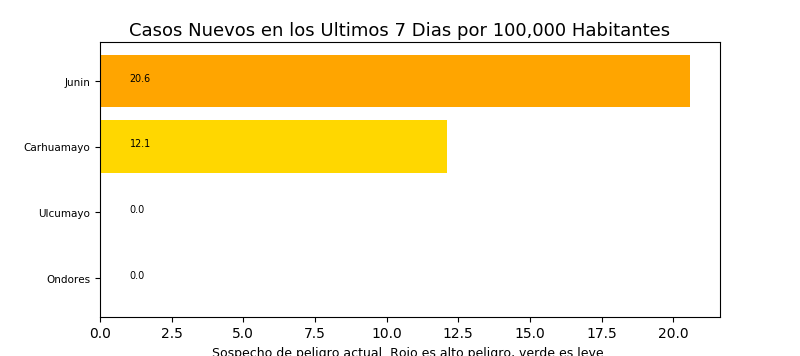 Casos Nuevos en los Ultimos 7 Dias por 100,000 Habitantes
Junin 20.6
Carhuamayo 12.1
Ulcumayo 0.0
Ondores 0.0
0.0 2.5 5.0 7.5 10.0 12.5 15.0 17.5 20.0
Sospecho de peligro actual. Rojo es alto peligro, verde es leve